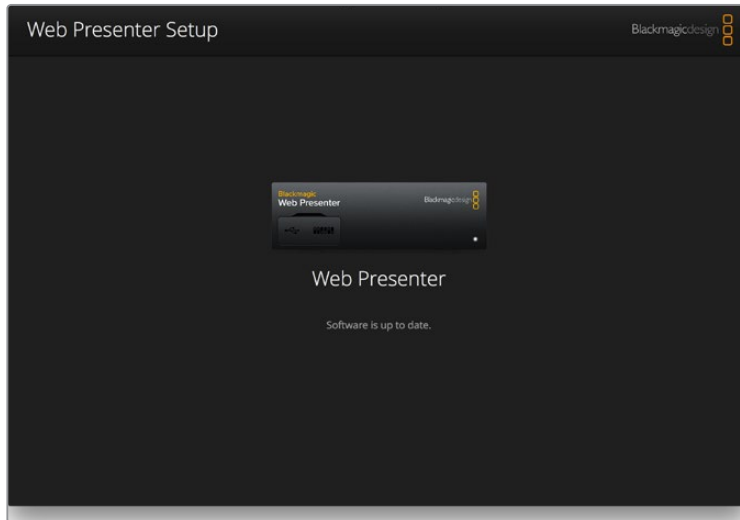 Web Presenter Setup
Blackmagicdesign
Blackmagic
Web Presenter
Blackmagicdesign
Web Presenter
Software is up to date.